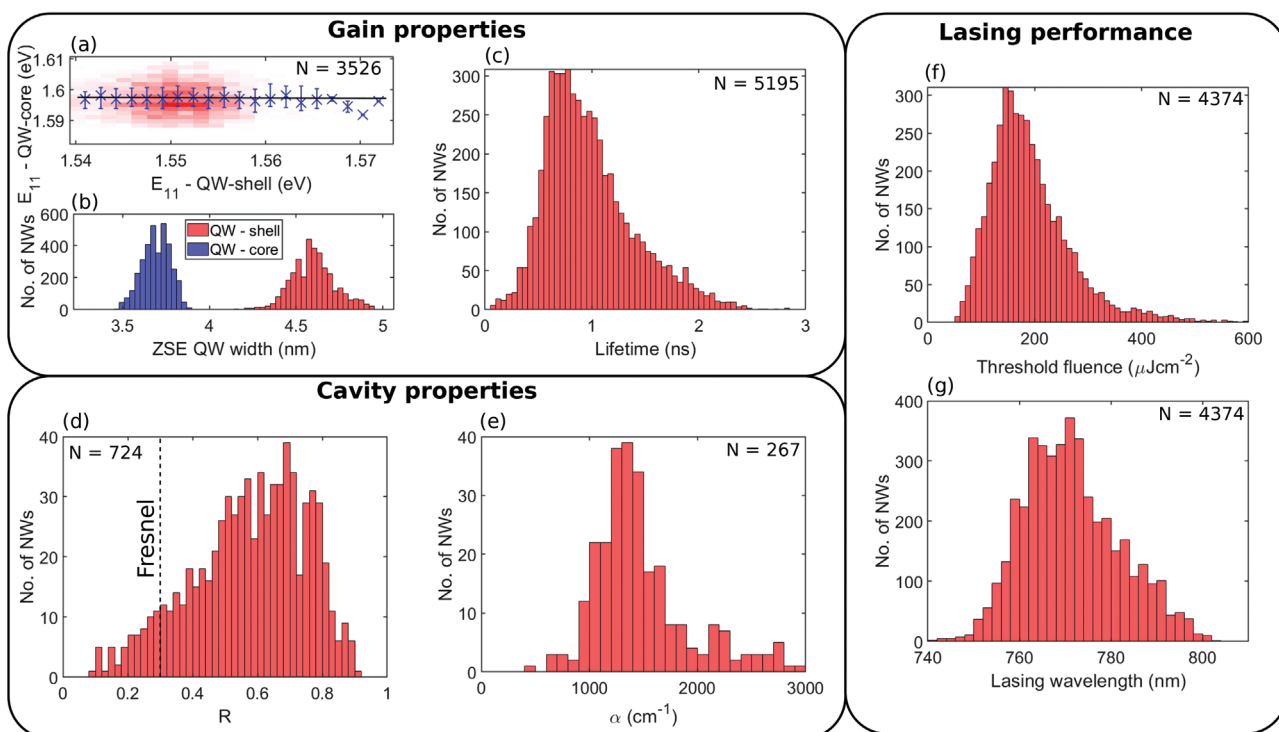 Gain properties
(a)
N = 3526
E11 - QW-core (eV)
1.61
1.6
1.59
1.54
1.55
1.56
1.57
E11 - QW-shell (eV)
(b)
No. of NWs
600
400
200
0
QW - shell
QW - core
3.5
4
4.5
5
ZSE QW width (nm)
(c)
N = 5195
No. of NWs
300
250
200
150
100
50
0
0
1
2
3
Lifetime (ns)
Cavity properties
(d)
N = 724
Fresnel
No. of NWs
40
30
20
10
0
0
0.2
0.4
0.6
0.8
1
R
(e)
N = 267
No. of NWs
40
30
20
10
0
0
1000
2000
3000
α (cm-1)
Lasing performance
(f)
N = 4374
No. of NWs
300
250
200
150
100
50
0
0
200
400
600
Threshold fluence (μJcm-2)
(g)
N = 4374
No. of NWs
400
300
200
100
0
740
760
780
800
Lasing wavelength (nm)